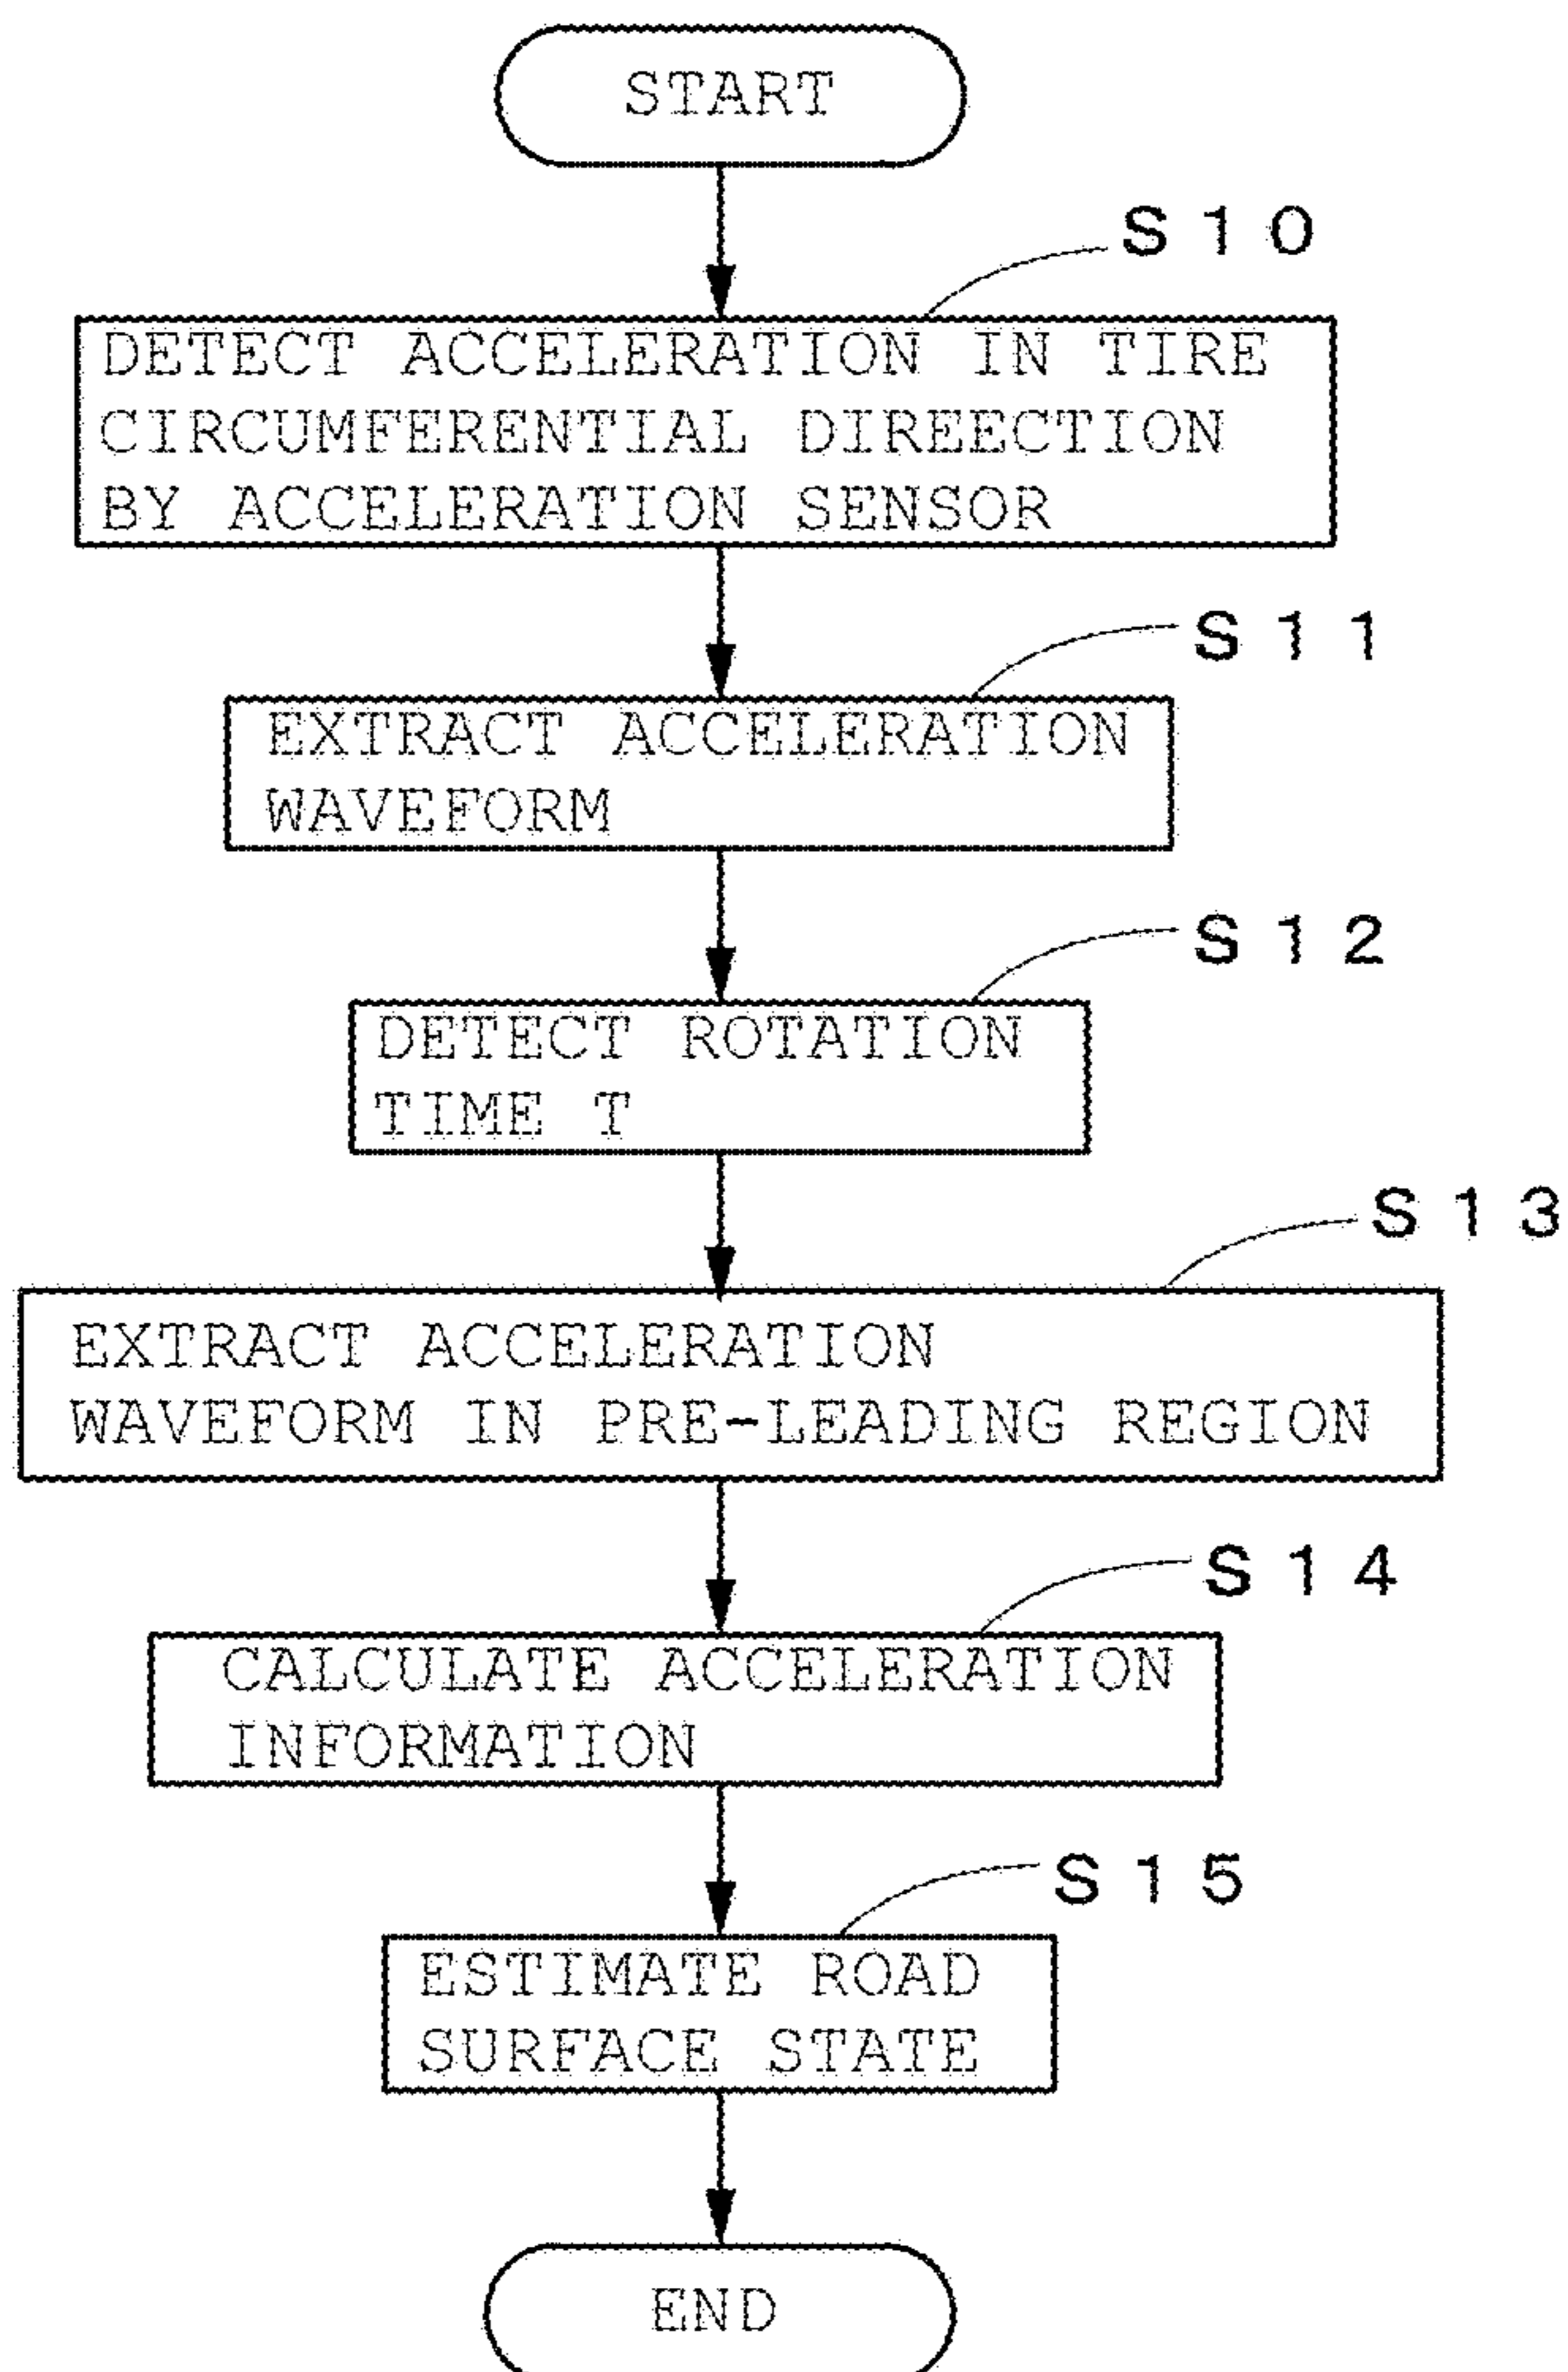 START
S10
DETECT ACCELERATION IN TIRE
CIRCUMFERENTIAL DIREECTION
BY ACCELERATION SENSOR
S11
EXTRACT ACCELERATION
WAVEFORM
S12
DETECT ROTATION
TIME T
S13
EXTRACT ACCELERATION
WAVEFORM IN PRE-LEADING REGION
S14
CALCULATE ACCELERATION
INFORMATION
S15
ESTIMATE ROAD
SURFACE STATE
END